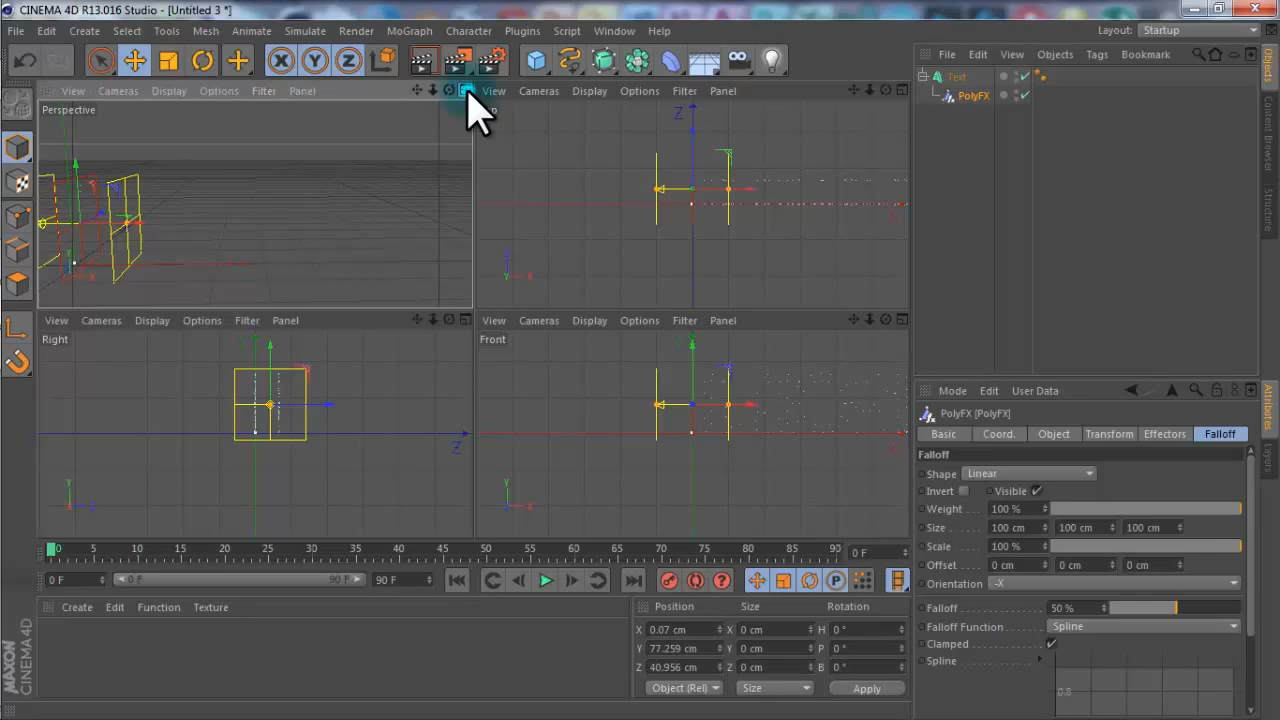 CINEMA 4D R13.016 Studio - [Untitled 3 *]
File Edit Create Select Tools Mesh Animate Simulate Render MoGraph Character Plugins Script Window Help Layout: Startup
X Y Z
File Edit View Objects Tags Bookmark
View Cameras Display Options Filter Panel View Cameras Display Options Filter Panel
Text
PolyFX
Perspective
Z
Y X
Y X
View Cameras Display Options Filter Panel View Cameras Display Options Filter Panel
Right Front
Z
Y
Y X
Mode Edit User Data
PolyFX [PolyFX]
Basic Coord. Object Transform Effectors Falloff
Falloff
Shape Linear
Invert Visible
Weight 100 %
Size 100 cm 100 cm 100 cm
Scale 100 %
Offset 0 cm 0 cm 0 cm
Orientation -X
Falloff 50 %
Falloff Function Spline
Clamped
Spline
0.8
0 5 10 15 20 25 30 35 40 45 50 55 60 65 70 75 80 85 90 0 F
0 F 0 F 90 F 90 F
P
Create Edit Function Texture
Position Size Rotation
X 0.07 cm X 0 cm H 0 °
Y 77.259 cm Y 0 cm P 0 °
Z 40.956 cm Z 0 cm B 0 °
Object (Rel) Size Apply
MAXON
CINEMA 4D
Objects
Content Browser
Structure
Attributes
Layers